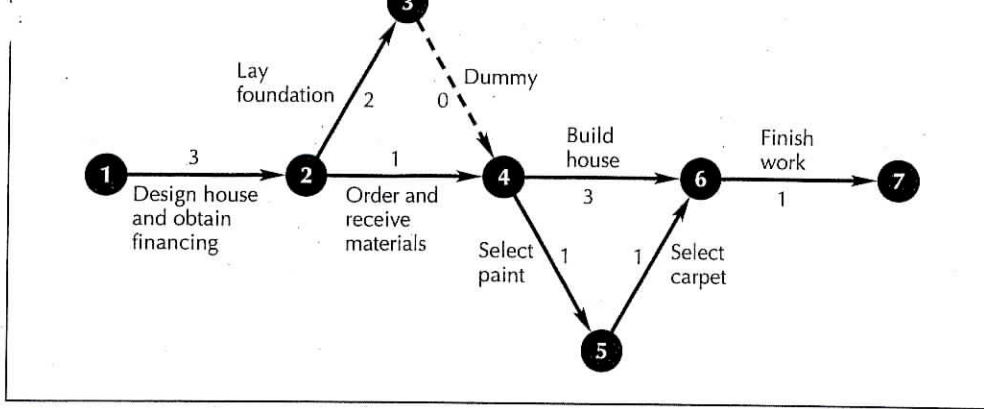 3
Lay
foundation
2
Dummy
0
Build
house
3
Finish
work
1
1
3
Design house
and obtain
financing
2
1
Order and
receive
materials
4
6
7
Select
paint
1
1
Select
carpet
5